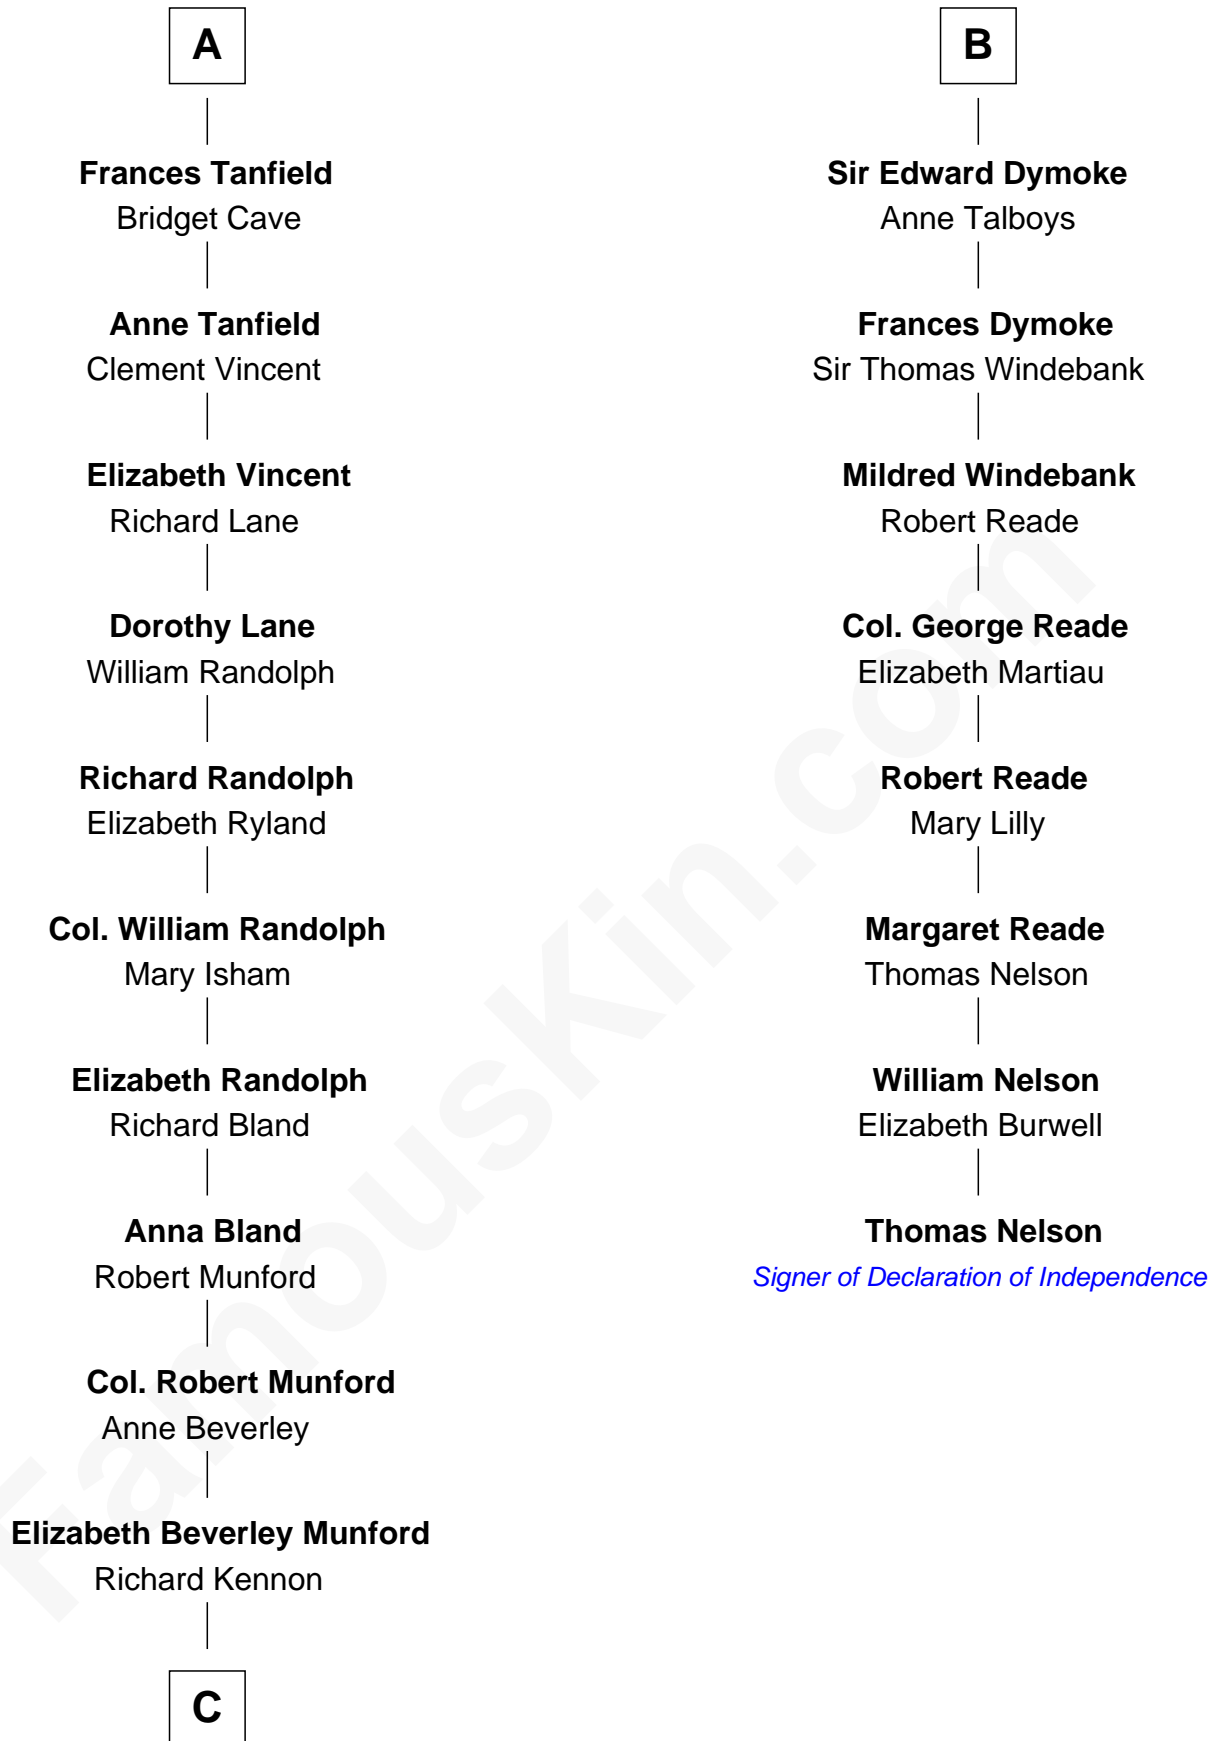 A
Frances Tanfield
Bridget Cave
Anne Tanfield
Clement Vincent
Elizabeth Vincent
Richard Lane
Dorothy Lane
William Randolph
Richard Randolph
Elizabeth Ryland
Col. William Randolph
Mary Isham
Elizabeth Randolph
Richard Bland
Anna Bland
Robert Munford
Col. Robert Munford
Anne Beverley
Elizabeth Beverley Munford
Richard Kennon
C
B
Sir Edward Dymoke
Anne Talboys
Frances Dymoke
Sir Thomas Windebank
Mildred Windebank
Robert Reade
Col. George Reade
Elizabeth Martiau
Robert Reade
Mary Lilly
Margaret Reade
Thomas Nelson
William Nelson
Elizabeth Burwell
Thomas Nelson
Signer of Declaration of Independence
FamousKin.com